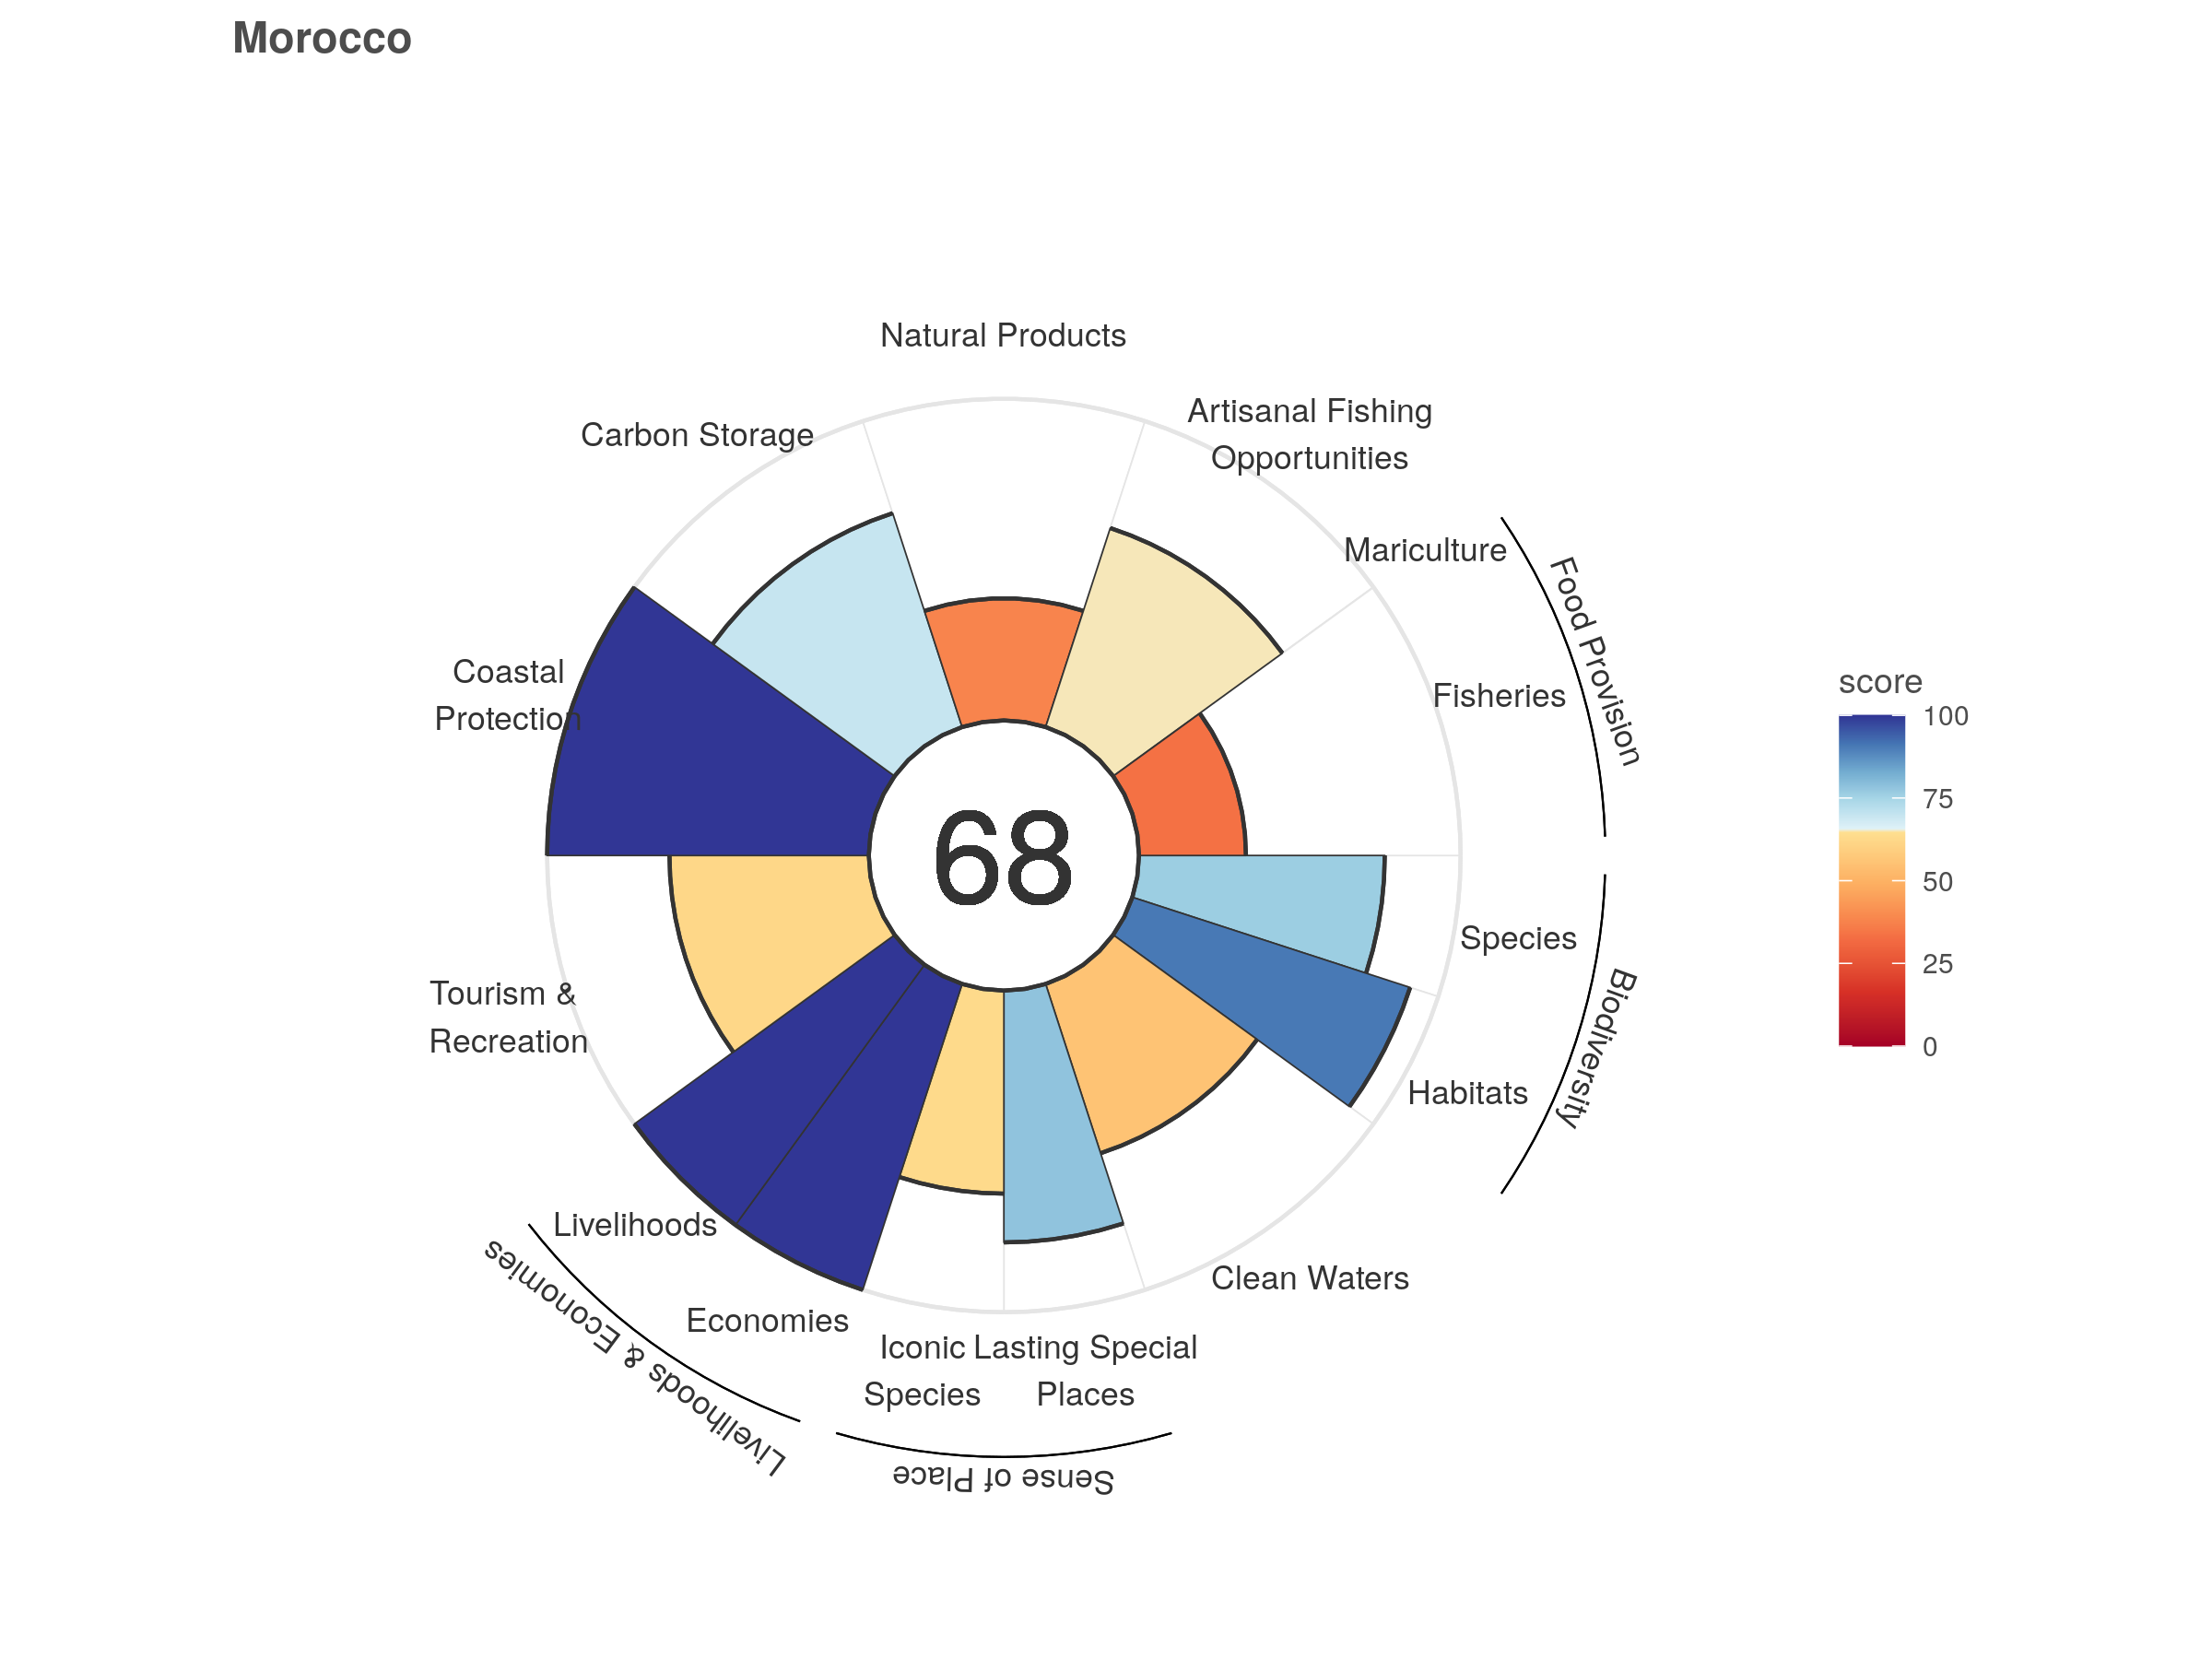 Morocco
Natural Products
Artisanal Fishing
Opportunities
Carbon Storage
Mariculture
Food Provision
Fisheries
Coastal
Protection
score
100
75
50
25
0
68
Species
Biodiversity
Habitats
Tourism &
Recreation
Livelihoods
Livelihoods & Economies
Economies
Clean Waters
Iconic
Species
Lasting Special
Places
Sense of Place